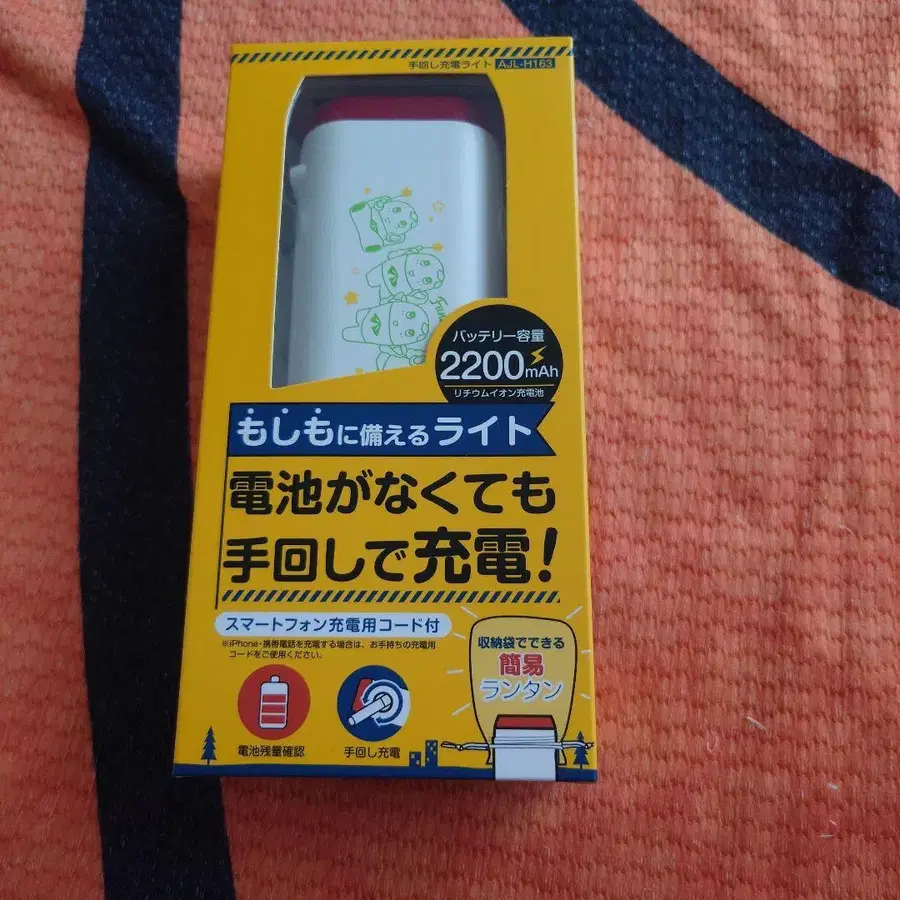 手回し充電ライト AJL-H163
バッテリー容量
2200mAh
リチウムイオン充電池
もしもに備えるライト
電池がなくても
手回しで充電!
スマートフォン充電用コード付
※iPhone・携帯電話を充電する場合は、お手持ちの充電用
コードをご使用ください。
収納袋でできる
簡易
ランタン
電池残量確認
手回し充電